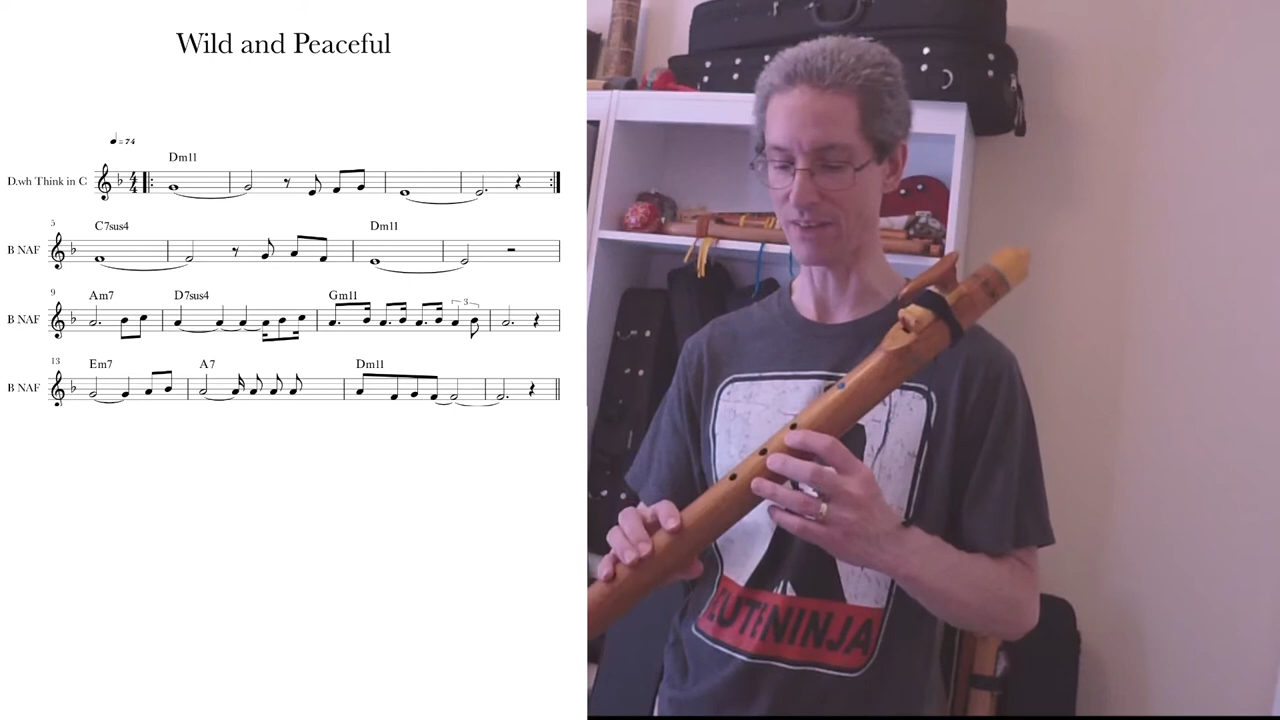 Wild and Peaceful
= 74
Dm11
D.wh Think in C
5
C7sus4
Dm11
B NAF
9
Am7
D7sus4
Gm11
3
B NAF
13
Em7
A7
Dm11
B NAF
NINJA